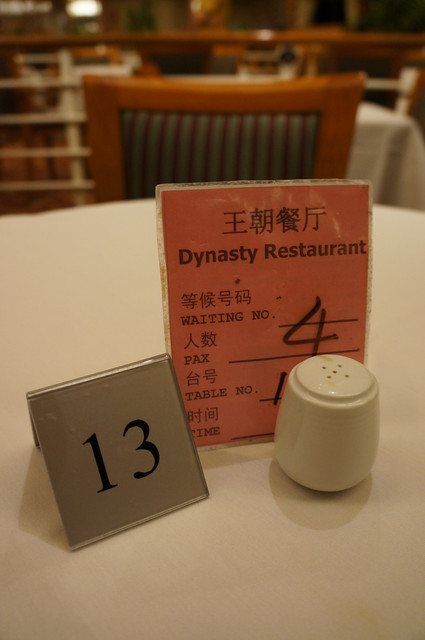 王朝餐厅
Dynasty Restaurant
等候号码
WAITING NO. 4
人数
PAX
台号
TABLE NO.
时间
TIME
13